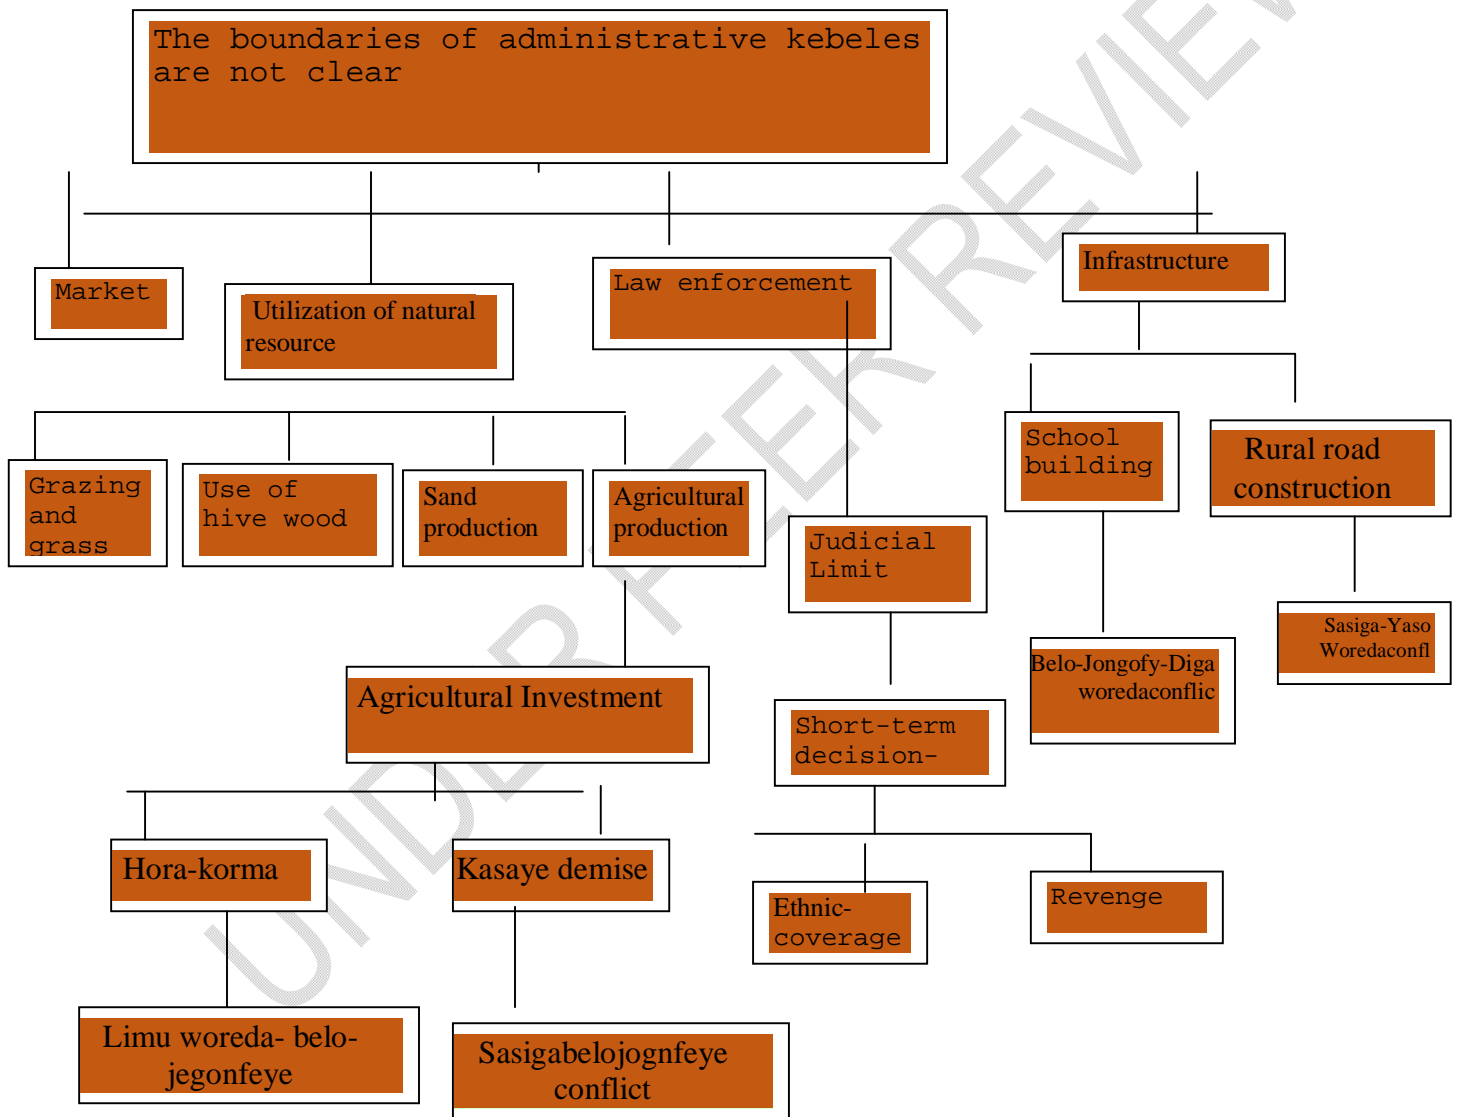 The boundaries of administrative kebeles
are not clear
Market
Utilization of natural
resource
Law enforcement
Infrastructure
Grazing
and
grass
Use of
hive wood
Sand
production
Agricultural
production
Judicial
Limit
School
building
Rural road
construction
Agricultural Investment
Short-term
decision-
Belo-Jongofy-Diga
woredaconflic
Sasiga-Yaso
Woredaconfl
Hora-korma
Kasaye demise
Ethnic-
coverage
Revenge
Limu woreda- belo-
jegonfeye
Sasigabelojognfeye
conflict
UNDER PEER REVIEW